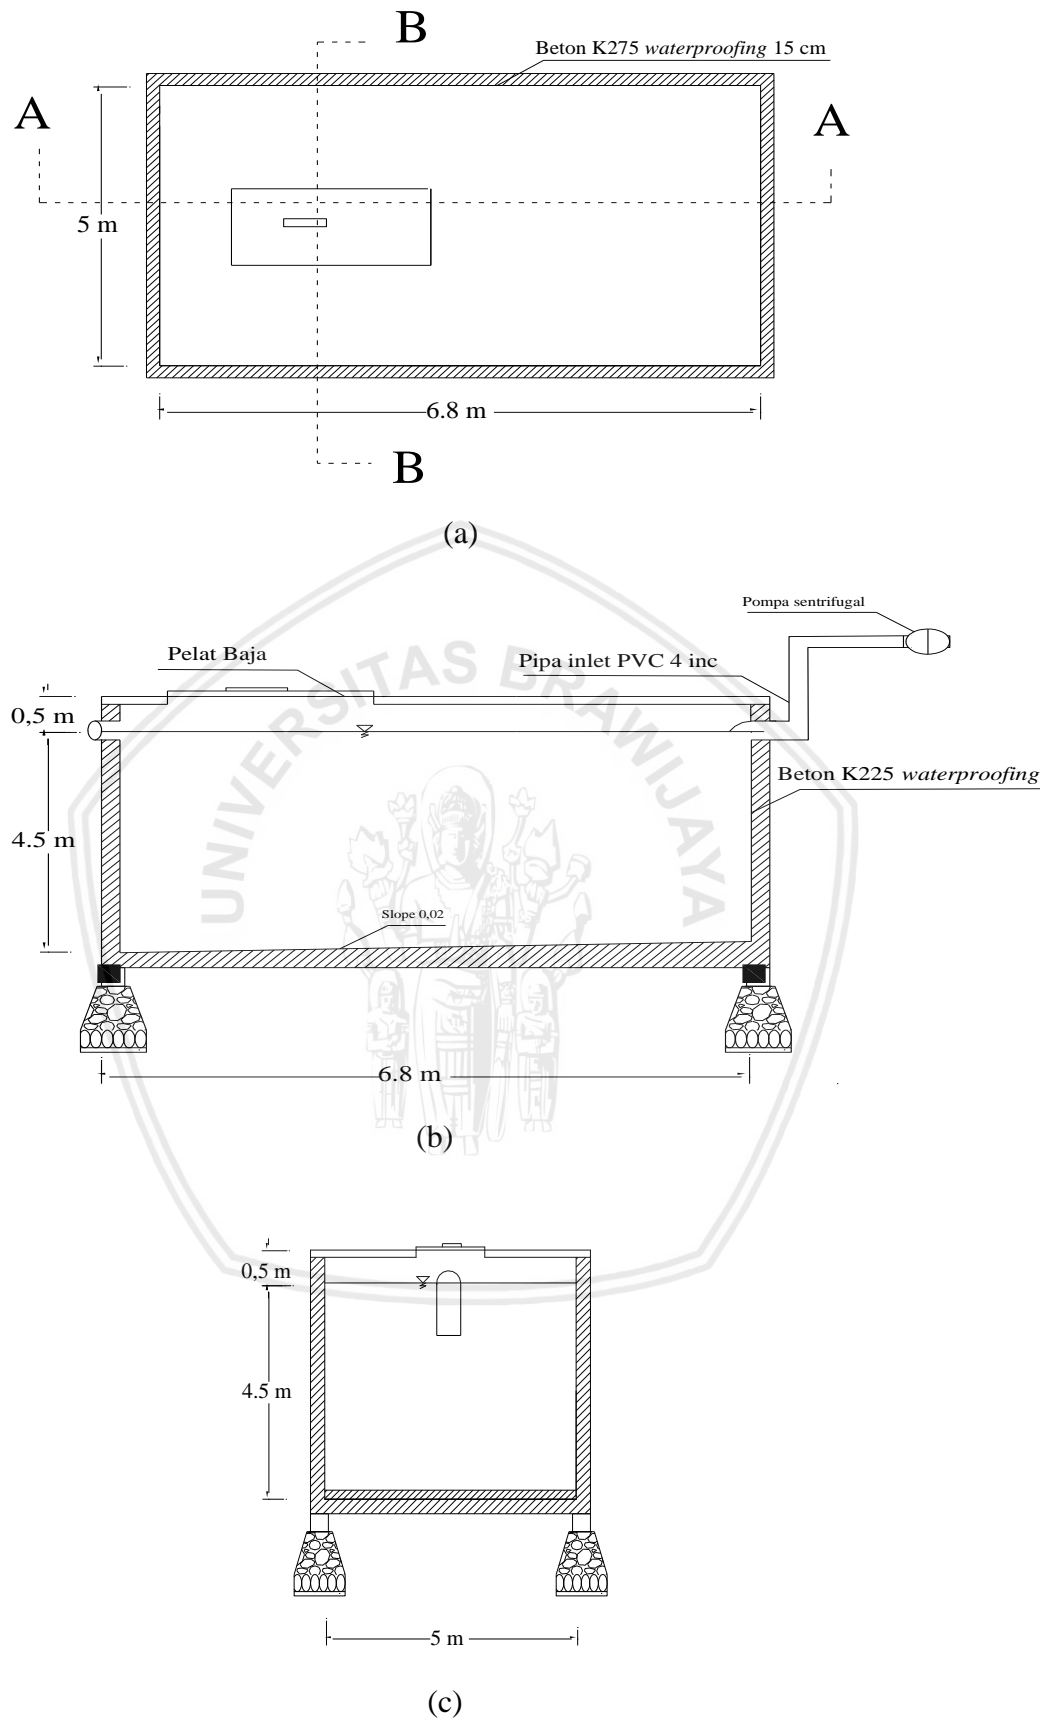 B
Beton K275 waterproofing 15 cm
A
A
5 m
6.8 m
B
(a)
Pompa sentrifugal
Pelat Baja
Pipa inlet PVC 4 inc
0,5 m
Beton K225 waterproofing
4.5 m
Slope 0,02
6.8 m
(b)
UNIVERSITAS BRAWIJAYA
0,5 m
4.5 m
5 m
(c)